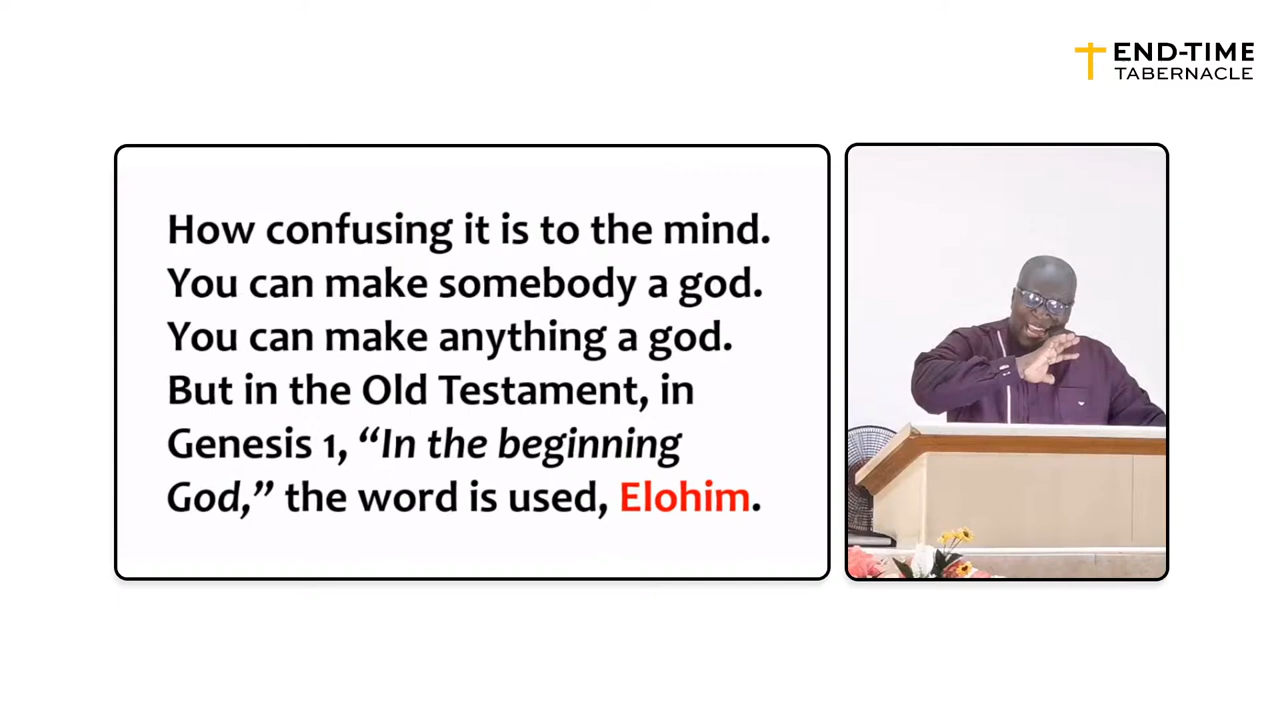 END-TIME
TABERNACLE
How confusing it is to the mind.
You can make somebody a god.
You can make anything a god.
But in the Old Testament, in
Genesis 1, “In the beginning
God,” the word is used, Elohim.